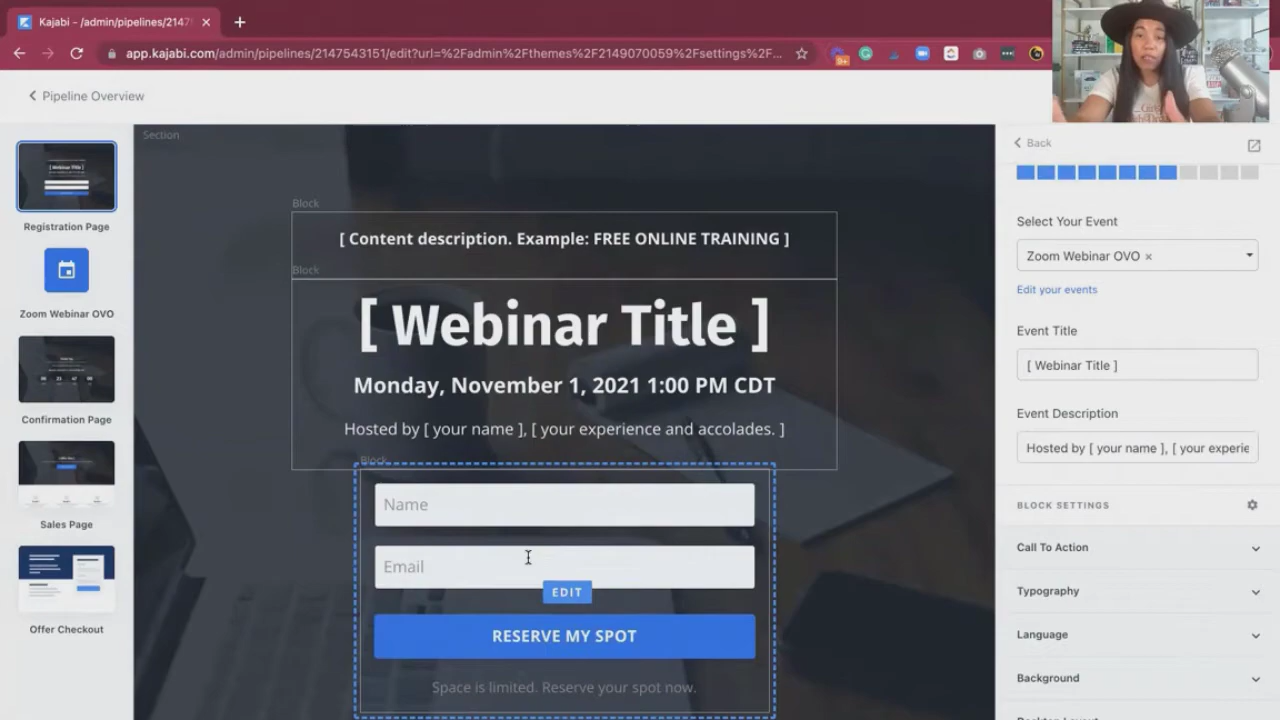 Kajabi - /admin/pipelines/2147
app.kajabi.com/admin/pipelines/2147543151/edit?url=%2Fadmin%2Fthemes%2F2149070059%2Fsettings%2F...
9+
Pipeline Overview
Registration Page
Zoom Webinar OVO
Confirmation Page
Sales Page
Offer Checkout
Section
Block
[ Content description. Example: FREE ONLINE TRAINING ]
Block
[ Webinar Title ]
Monday, November 1, 2021 1:00 PM CDT
Hosted by [ your name ], [ your experience and accolades. ]
Block
Name
Email
EDIT
RESERVE MY SPOT
Space is limited. Reserve your spot now.
Back
Select Your Event
Zoom Webinar OVO ×
Edit your events
Event Title
[ Webinar Title ]
Event Description
Hosted by [ your name ], [ your experie
BLOCK SETTINGS
Call To Action
Typography
Language
Background